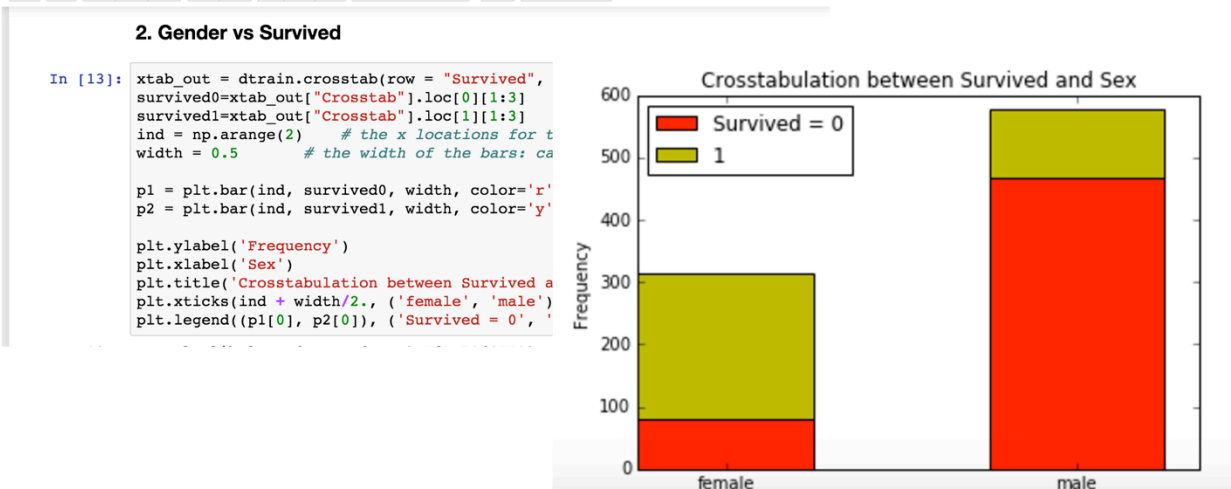 2. Gender vs Survived
In [13]:
xtab_out = dtrain.crosstab(row = "Survived",
survived0=xtab_out["Crosstab"].loc[0][1:3]
survived1=xtab_out["Crosstab"].loc[1][1:3]
ind = np.arange(2)    # the x locations for t
width = 0.5       # the width of the bars: ca
p1 = plt.bar(ind, survived0, width, color='r'
p2 = plt.bar(ind, survived1, width, color='y'
plt.ylabel('Frequency')
plt.xlabel('Sex')
plt.title('Crosstabulation between Survived a
plt.xticks(ind + width/2., ('female', 'male')
plt.legend((p1[0], p2[0]), ('Survived = 0', '
Crosstabulation between Survived and Sex
Survived = 0
1
600
500
400
300
200
100
0
Frequency
female
male